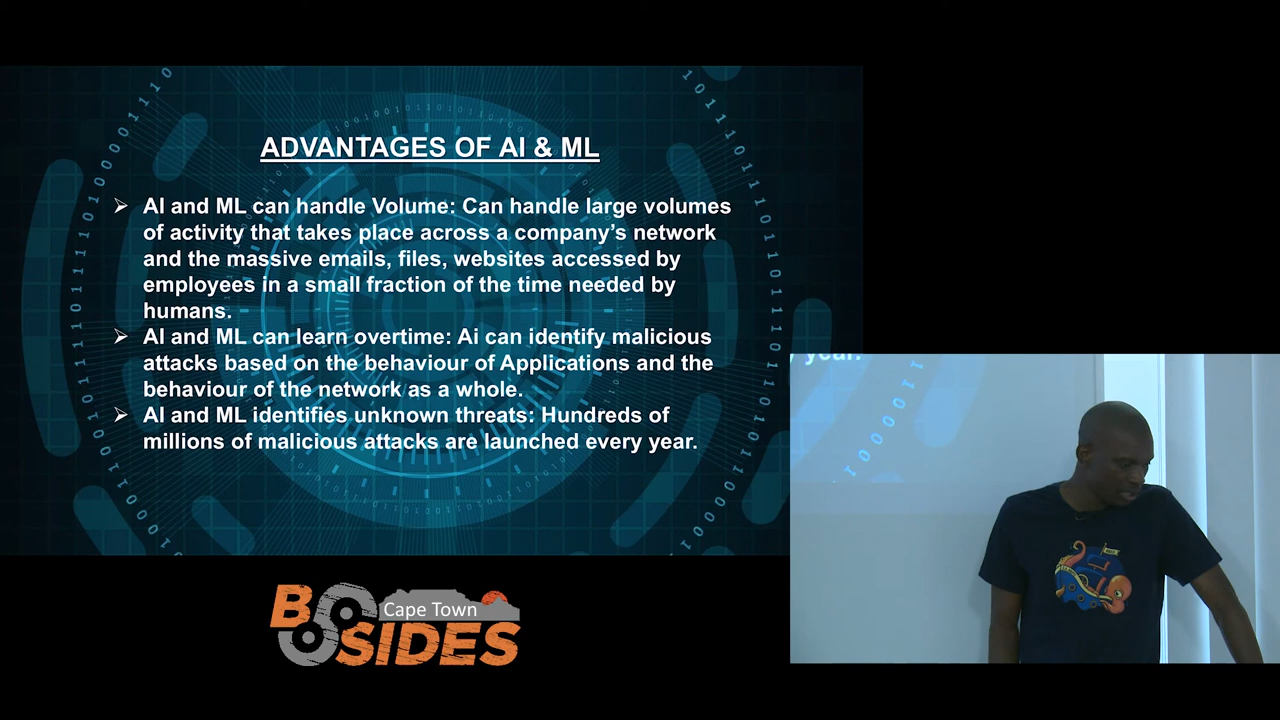 ADVANTAGES OF AI & ML
➢ AI and ML can handle Volume: Can handle large volumes
of activity that takes place across a company's network
and the massive emails, files, websites accessed by
employees in a small fraction of the time needed by
humans.
➢ AI and ML can learn overtime: Ai can identify malicious
attacks based on the behaviour of Applications and the
behaviour of the network as a whole.
➢ AI and ML identifies unknown threats: Hundreds of
millions of malicious attacks are launched every year.
year.
B
Cape Town
SIDES